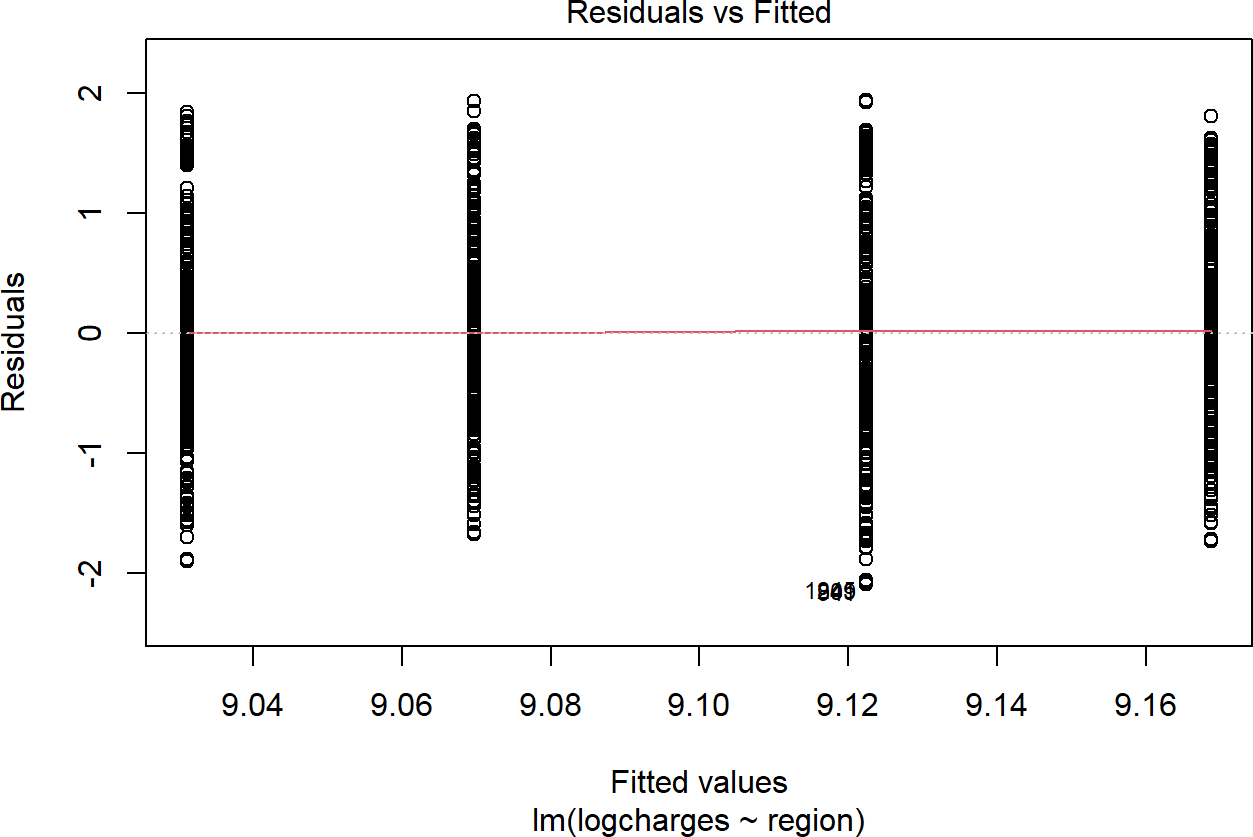 Residuals vs Fitted
Residuals
2
1
0
-1
-2
9.04 9.06 9.08 9.10 9.12 9.14 9.16
Fitted values
lm(logcharges ~ region)